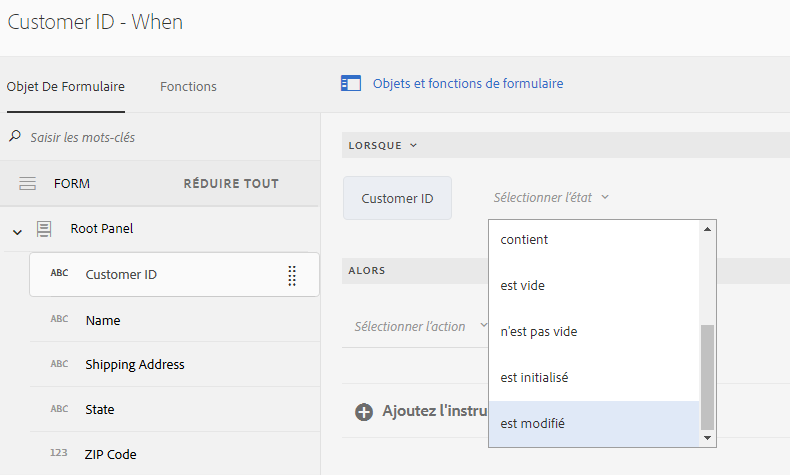 Customer ID - When
Objet De Formulaire
Fonctions
Objets et fonctions de formulaire
Saisir les mots-clés
LORSQUE
FORM
RÉDUIRE TOUT
Customer ID
Sélectionner l'état
Root Panel
contient
ABC Customer ID
ALORS
est vide
ABC Name
Sélectionner l'action
n'est pas vide
ABC Shipping Address
est initialisé
ABC State
Ajoutez l'instru
est modifié
123 ZIP Code